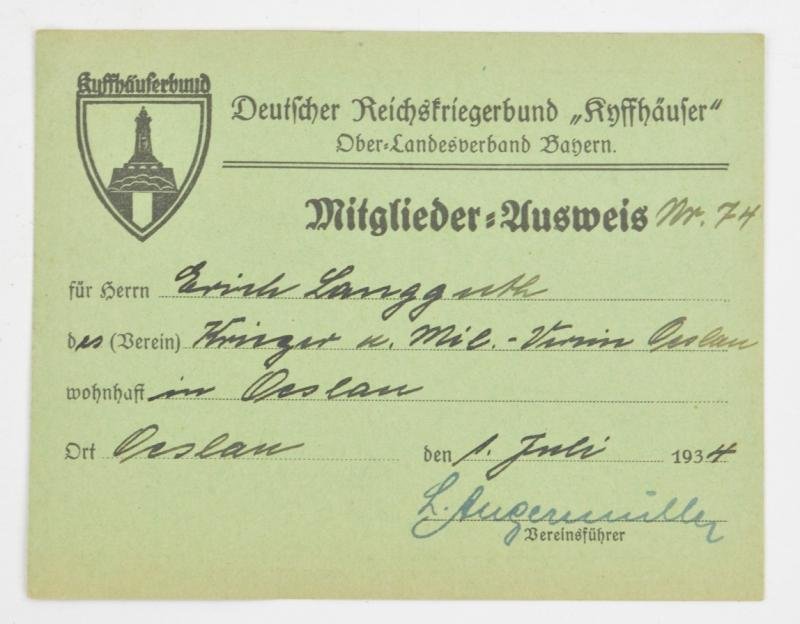 Kyffhäuserbund
Deutscher Reichskriegerbund „Kyffhäuser"
Ober-Landesverband Bayern.
Mitglieder-Ausweis Nr. 74
für Herrn Erich Langguth
des (Verein) Krieger u. Mil.-Verein Oeslau
wohnhaft in Oeslau
Ort Oeslau den 1. Juli 1934
L. Angermüller
Vereinsführer